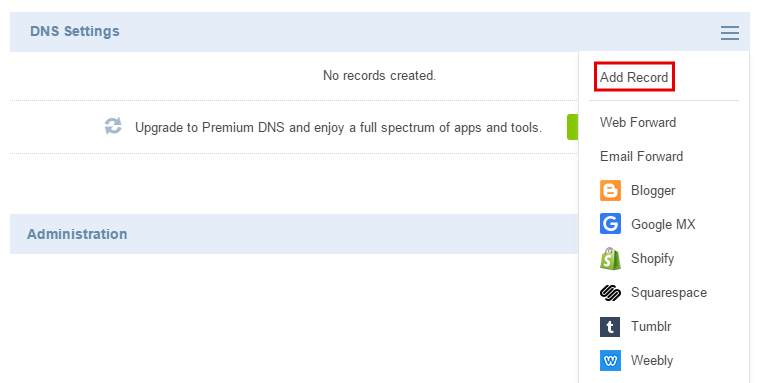 DNS Settings
Add Record
No records created.
Web Forward
Upgrade to Premium DNS and enjoy a full spectrum of apps and tools.
Email Forward
Blogger
Google MX
Administration
Shopify
Squarespace
Tumblr
Weebly